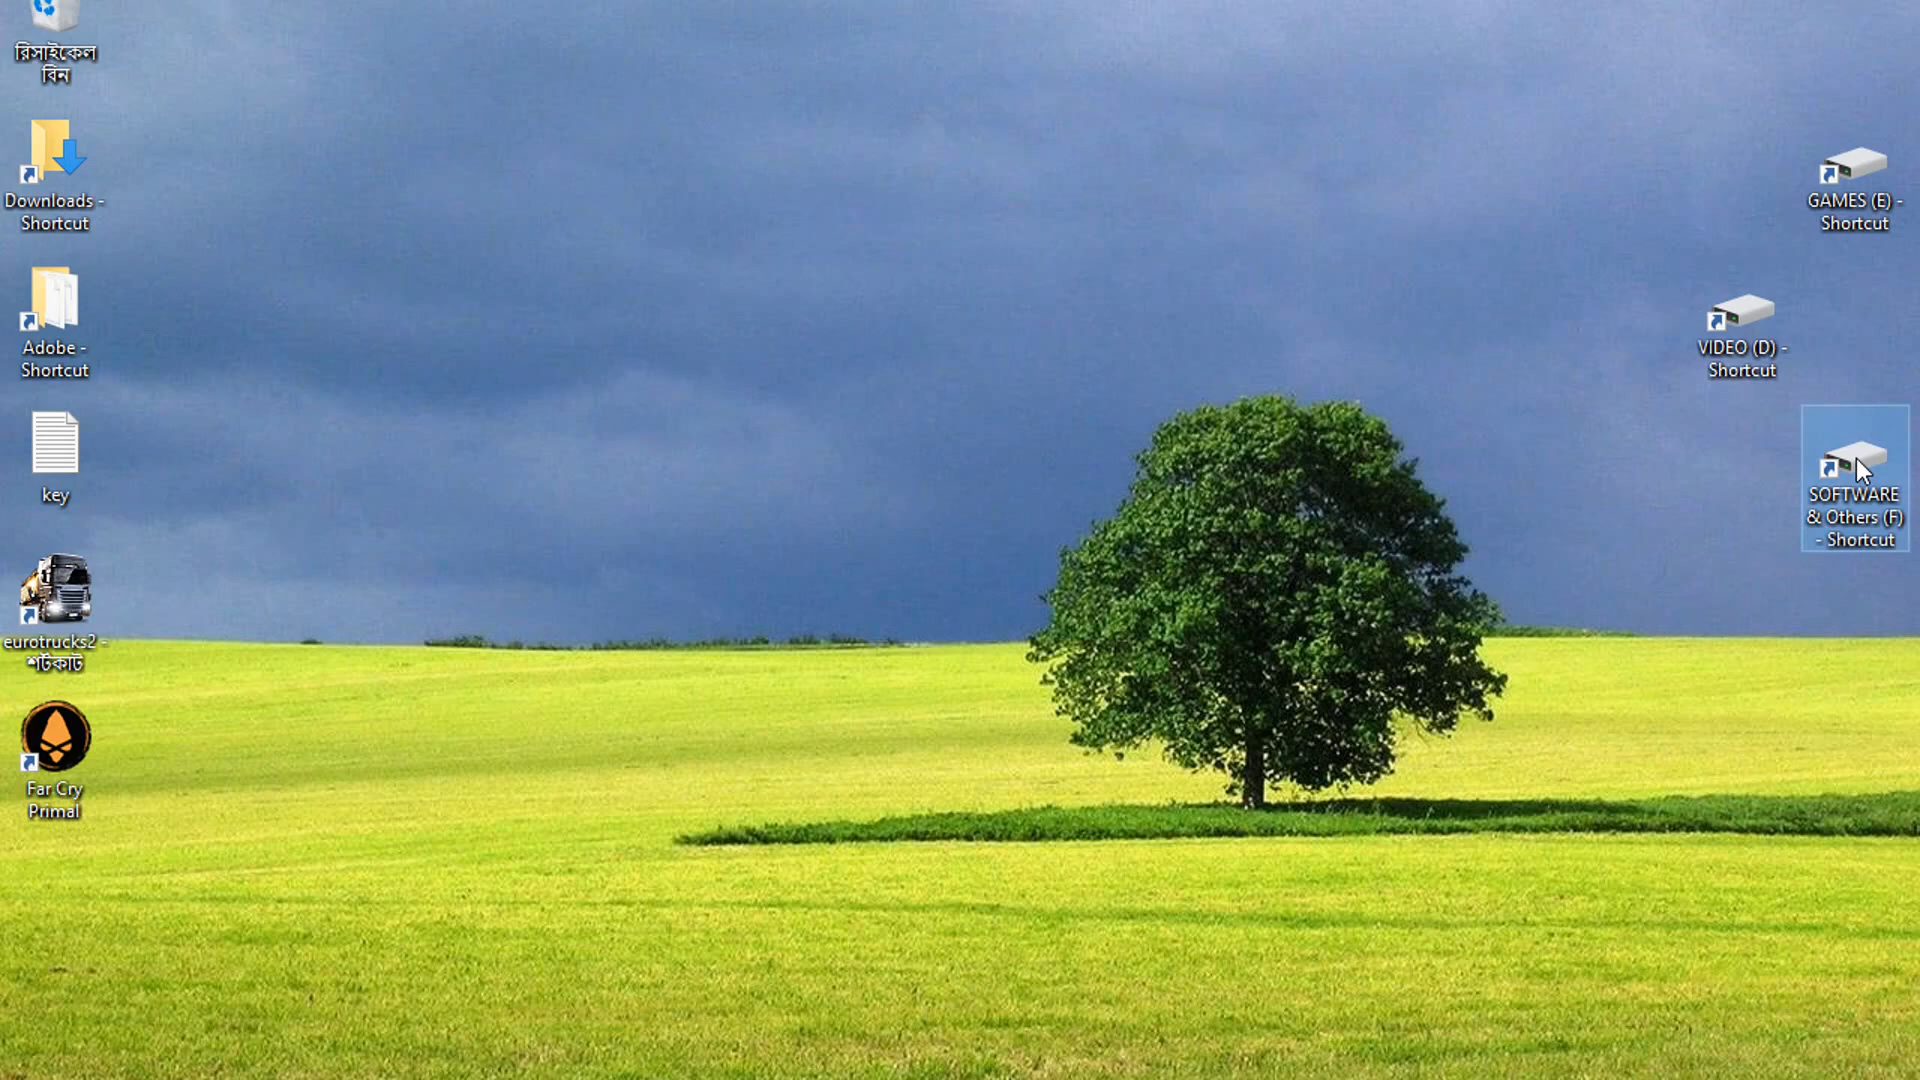 রিসাইকেল
বিন
Downloads -
Shortcut
Adobe -
Shortcut
key
eurotrucks2 -
শর্টকাট
Far Cry
Primal
GAMES (E) -
Shortcut
VIDEO (D) -
Shortcut
SOFTWARE
& Others (F)
- Shortcut